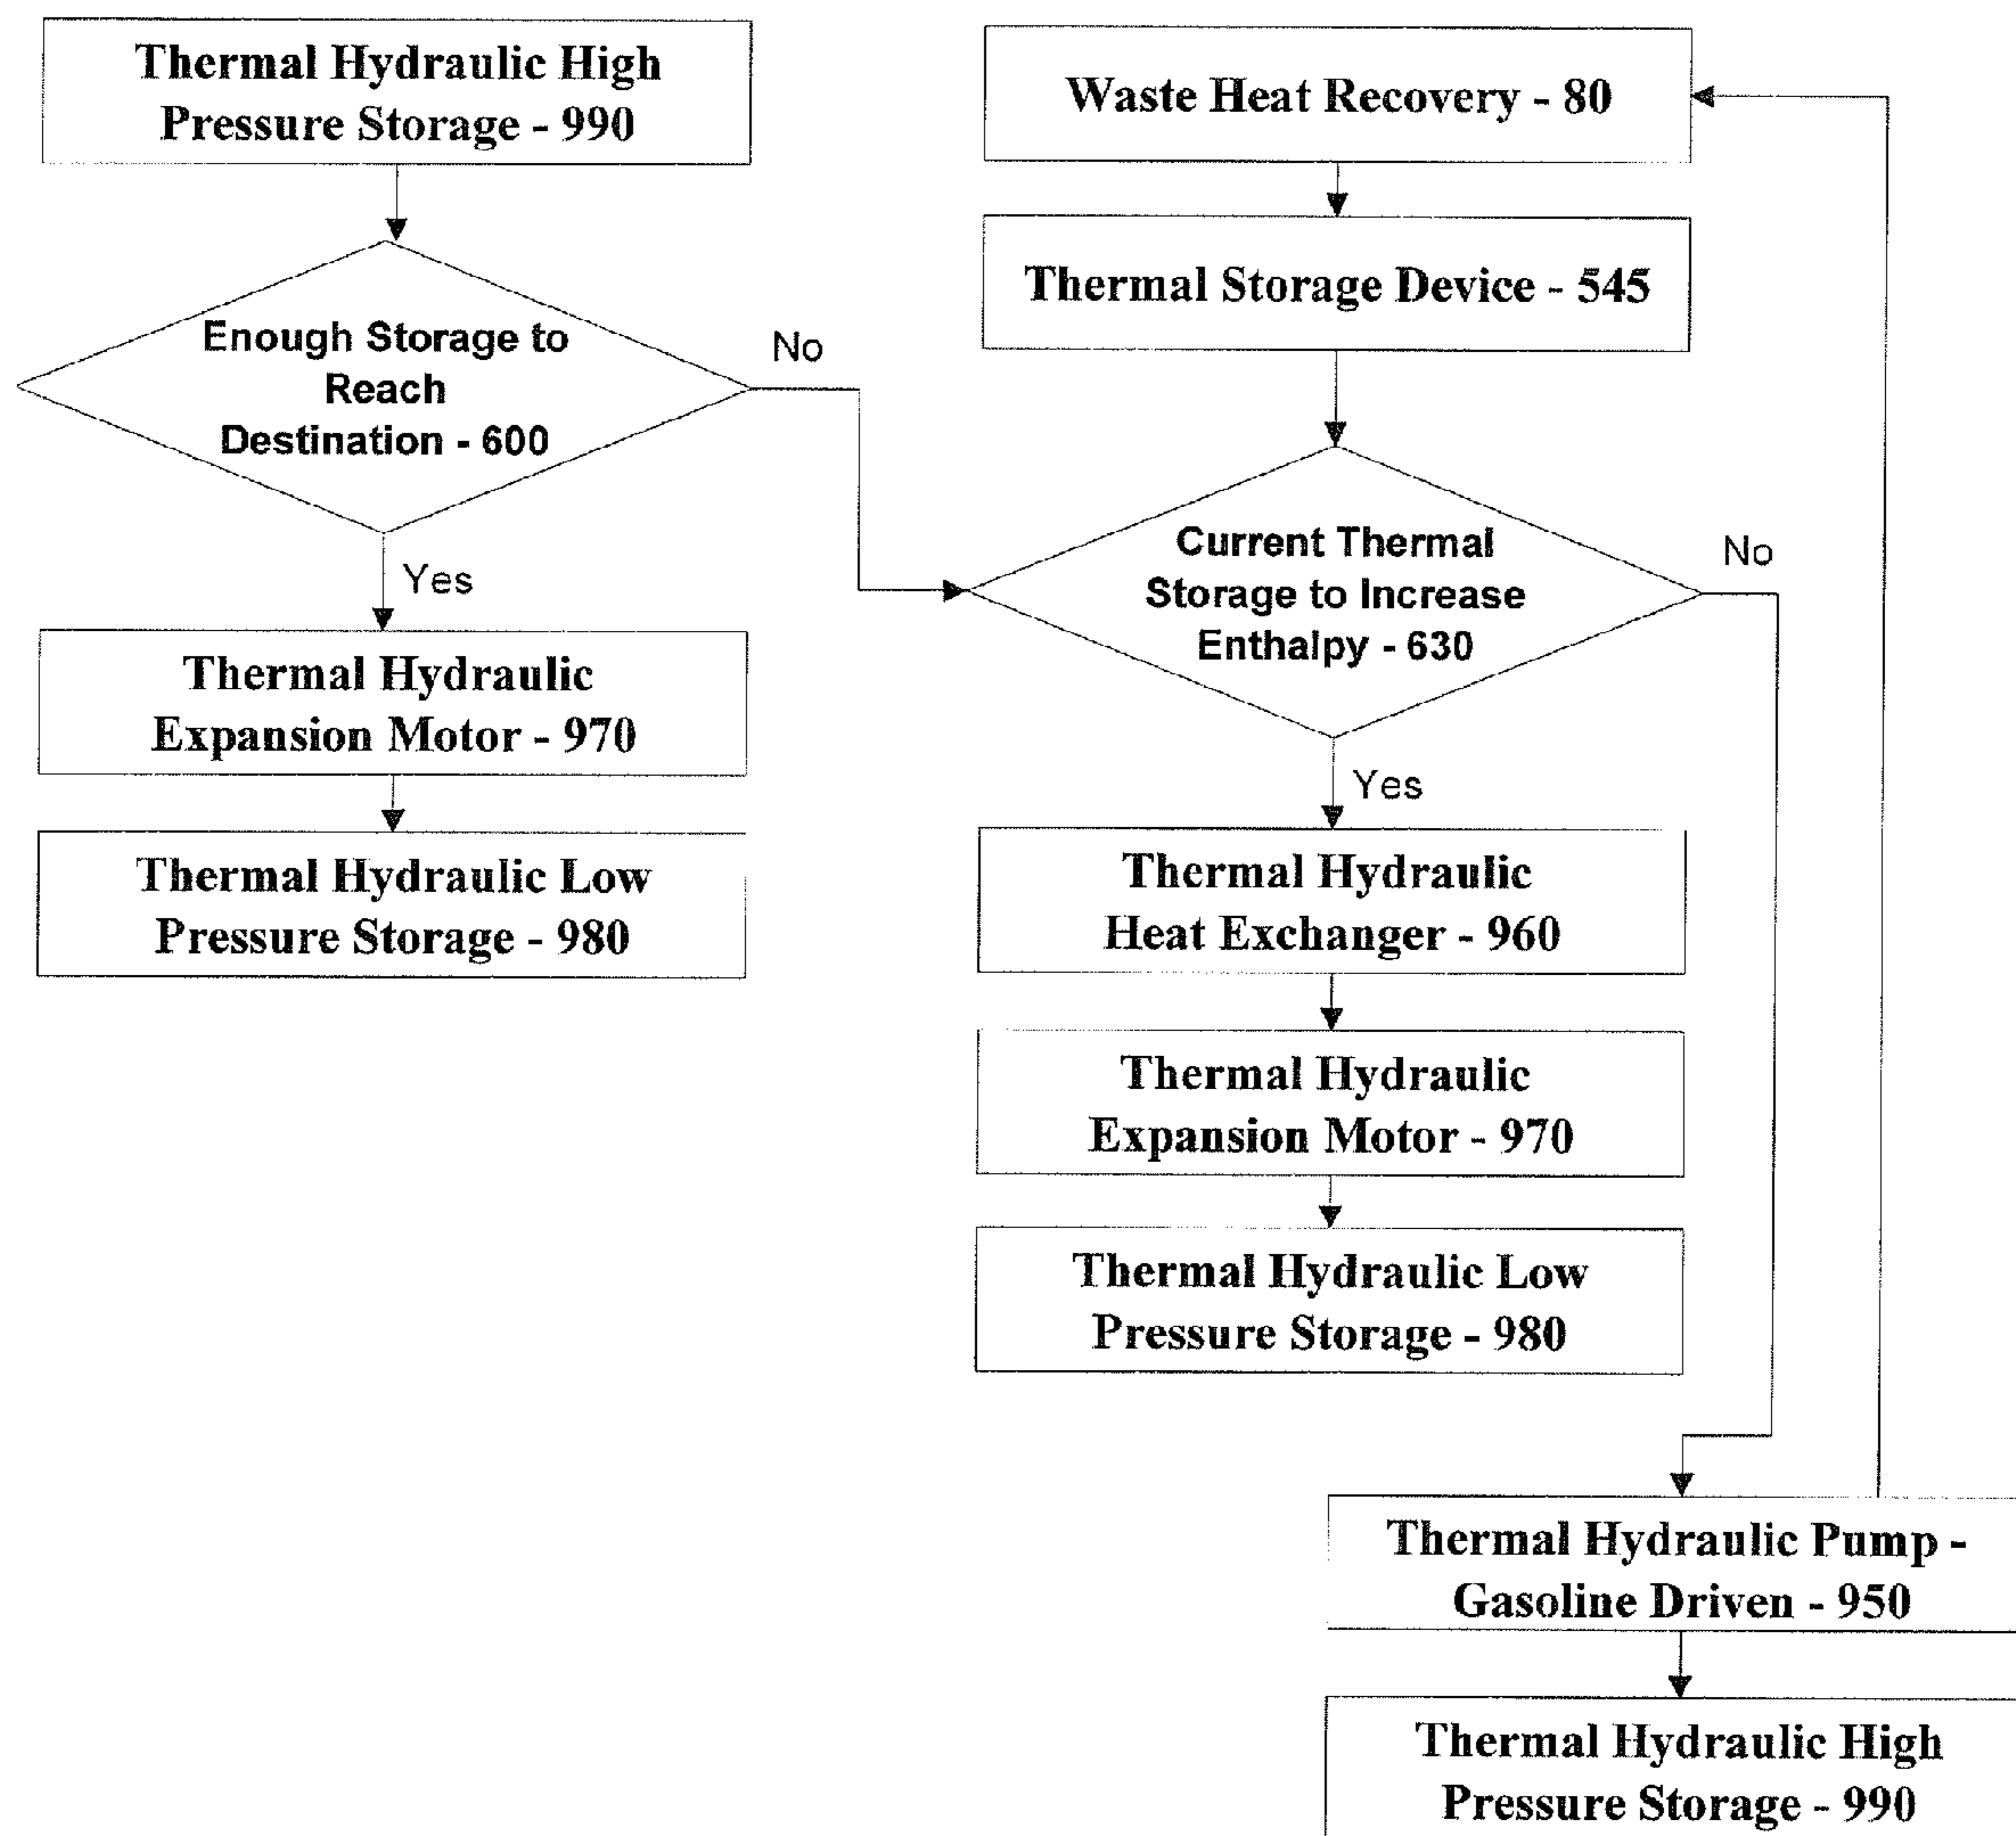 Thermal Hydraulic High
Pressure Storage - 990
Enough Storage to
Reach
Destination - 600
No
Yes
Thermal Hydraulic
Expansion Motor - 970
Thermal Hydraulic Low
Pressure Storage - 980
Waste Heat Recovery - 80
Thermal Storage Device - 545
Current Thermal
Storage to Increase
Enthalpy - 630
No
Yes
Thermal Hydraulic
Heat Exchanger - 960
Thermal Hydraulic
Expansion Motor - 970
Thermal Hydraulic Low
Pressure Storage - 980
Thermal Hydraulic Pump -
Gasoline Driven - 950
Thermal Hydraulic High
Pressure Storage - 990